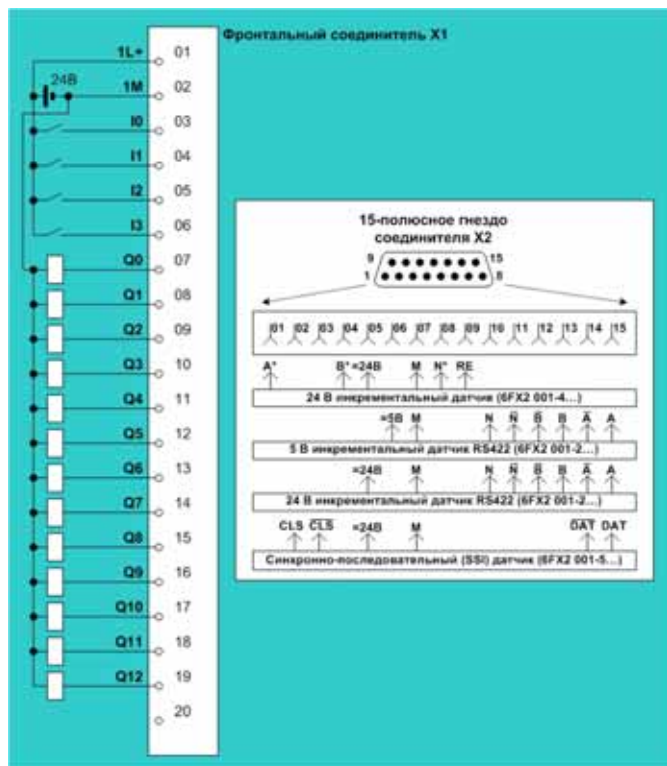 Фронтальный соединитель X1
1L+ 01
24В
1M 02
I0 03
I1 04
I2 05
I3 06
Q0 07
Q1 08
Q2 09
Q3 10
Q4 11
Q5 12
Q6 13
Q7 14
Q8 15
Q9 16
Q10 17
Q11 18
Q12 19
20
15-полюсное гнездо
соединителя X2
9 15
1 8
01 02 03 04 05 06 07 08 09 10 11 12 13 14 15
A* B* =24В M N* RE
24 В инкрементальный датчик (6FX2 001-4...)
=5В M N N̅ B̅ B A̅ A
5 В инкрементальный датчик RS422 (6FX2 001-2...)
=24В M N N̅ B̅ B A̅ A
24 В инкрементальный датчик RS422 (6FX2 001-2...)
CLS C̅L̅S̅ =24В M D̅A̅T̅ DAT
Синхронно-последовательный (SSI) датчик (6FX2 001-5...)